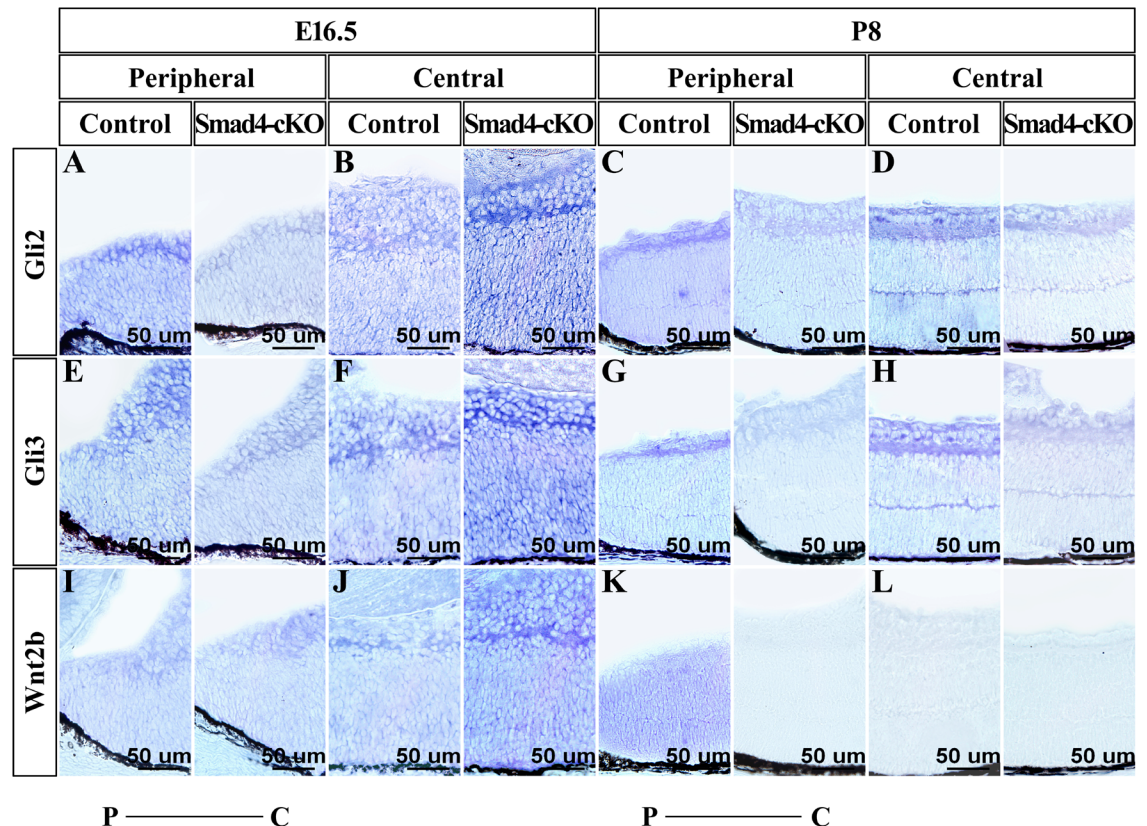 E16.5 P8
Peripheral Central Peripheral Central
Control Smad4-cKO Control Smad4-cKO Control Smad4-cKO Control Smad4-cKO
Gli2
A B C D
50 um 50 um 50 um 50 um 50 um 50 um 50 um 50 um
Gli3
E F G H
50 um 50 um 50 um 50 um 50 um 50 um 50 um 50 um
Wnt2b
I J K L
50 um 50 um 50 um 50 um 50 um 50 um 50 um 50 um
P C P C